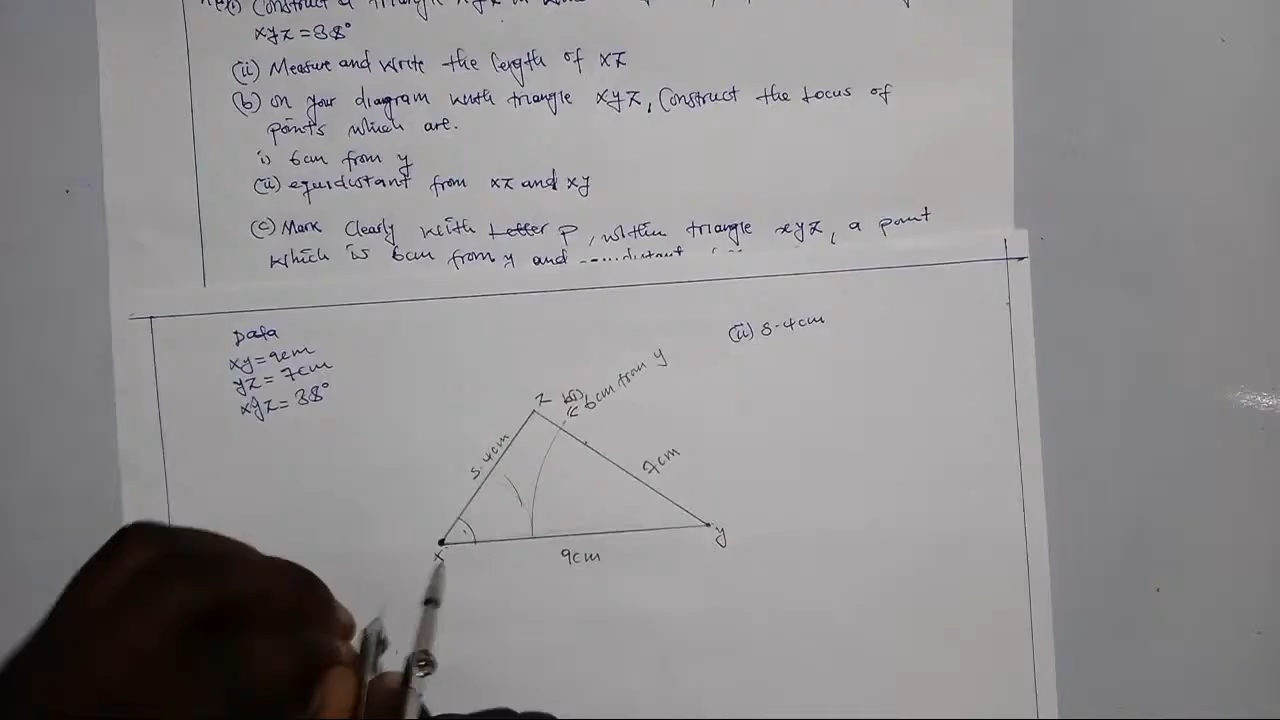 Construct a triangle
xyz = 38°
(ii) Measure and write the length of xz
(b) on your diagram with triangle xyz, construct the locus of
points which are.
i, 6cm from y
(ii) equidistant from xz and xy
(c) Mark clearly with Letter P, within triangle xyz, a point
which is 6cm from y and
Data
xy = 9cm
yz = 7cm
xyz = 38°
(ii) 5.4cm
z
6cm from y
5.4cm
7cm
x
y
9cm